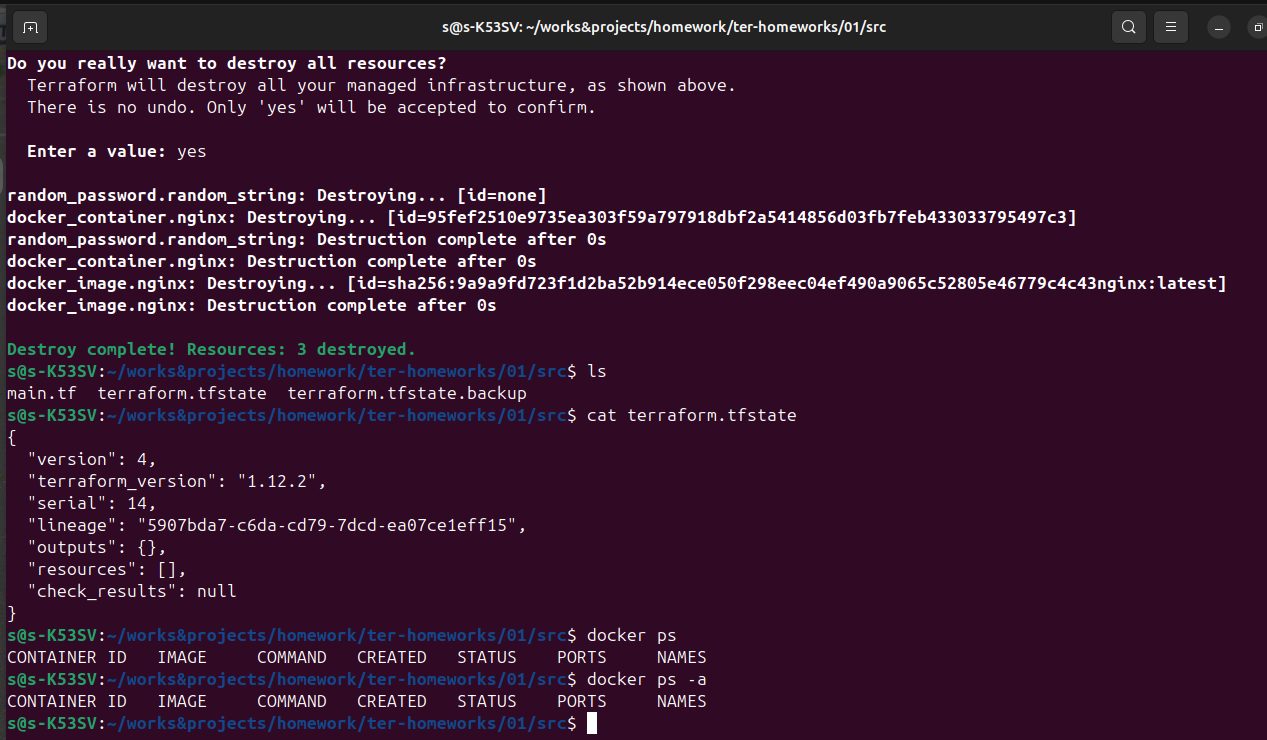 s@s-K53SV: ~/works&projects/homework/ter-homeworks/01/src
Do you really want to destroy all resources?
  Terraform will destroy all your managed infrastructure, as shown above.
  There is no undo. Only 'yes' will be accepted to confirm.

  Enter a value: yes

random_password.random_string: Destroying... [id=none]
docker_container.nginx: Destroying... [id=95fef2510e9735ea303f59a797918dbf2a5414856d03fb7feb433033795497c3]
random_password.random_string: Destruction complete after 0s
docker_container.nginx: Destruction complete after 0s
docker_image.nginx: Destroying... [id=sha256:9a9a9fd723f1d2ba52b914ece050f298eec04ef490a9065c52805e46779c4c43nginx:latest]
docker_image.nginx: Destruction complete after 0s

Destroy complete! Resources: 3 destroyed.
s@s-K53SV:~/works&projects/homework/ter-homeworks/01/src$ ls
main.tf  terraform.tfstate  terraform.tfstate.backup
s@s-K53SV:~/works&projects/homework/ter-homeworks/01/src$ cat terraform.tfstate
{
  "version": 4,
  "terraform_version": "1.12.2",
  "serial": 14,
  "lineage": "5907bda7-c6da-cd79-7dcd-ea07ce1eff15",
  "outputs": {},
  "resources": [],
  "check_results": null
}
s@s-K53SV:~/works&projects/homework/ter-homeworks/01/src$ docker ps
CONTAINER ID   IMAGE     COMMAND   CREATED   STATUS    PORTS     NAMES
s@s-K53SV:~/works&projects/homework/ter-homeworks/01/src$ docker ps -a
CONTAINER ID   IMAGE     COMMAND   CREATED   STATUS    PORTS     NAMES
s@s-K53SV:~/works&projects/homework/ter-homeworks/01/src$